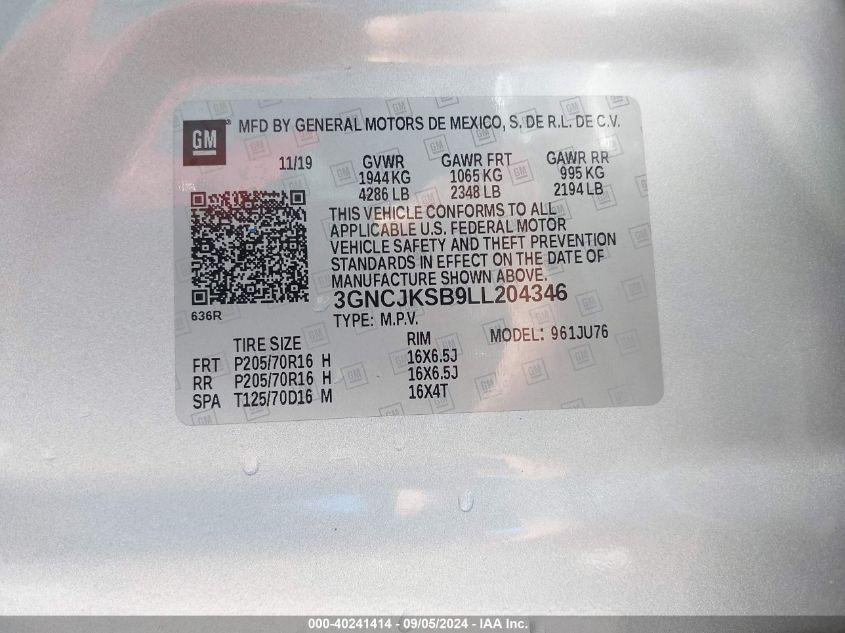 GM
MFD BY GENERAL MOTORS DE MEXICO, S. DE R.L. DE C.V.
11/19 GVWR GAWR FRT GAWR RR
1944 KG 1065 KG 995 KG
4286 LB 2348 LB 2194 LB
THIS VEHICLE CONFORMS TO ALL
APPLICABLE U.S. FEDERAL MOTOR
VEHICLE SAFETY AND THEFT PREVENTION
STANDARDS IN EFFECT ON THE DATE OF
MANUFACTURE SHOWN ABOVE.
3GNCJKSB9LL204346
636R
TYPE: M.P.V.
MODEL: 961JU76
TIRE SIZE RIM
FRT P205/70R16 H 16X6.5J
RR P205/70R16 H 16X6.5J
SPA T125/70D16 M 16X4T
000-40241414 - 09/05/2024 - IAA Inc.